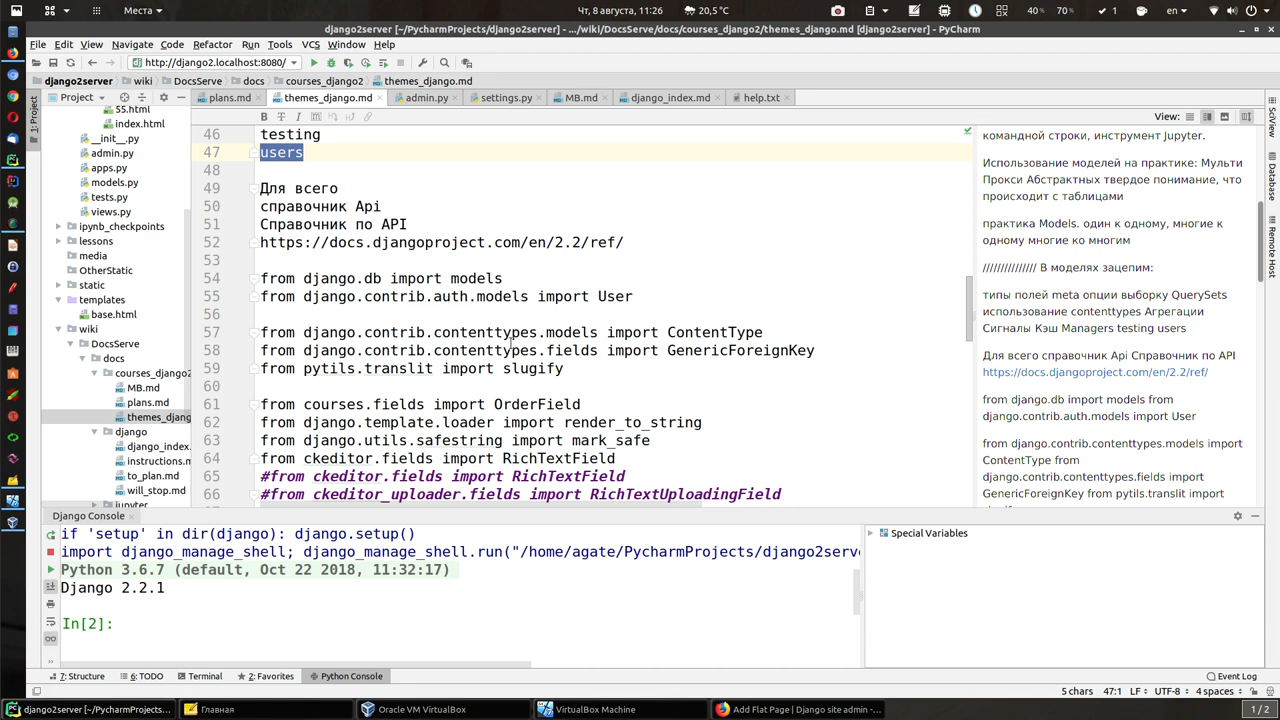 Места
Чт, 8 августа, 11:26
20,5 °C
40 %
70%
1
en
django2server [~/PycharmProjects/django2server] - .../wiki/DocsServe/docs/courses_django2/themes_django.md [django2server] - PyCharm
File Edit View Navigate Code Refactor Run Tools VCS Window Help
http://django2.localhost:8080/
django2server wiki DocsServe docs courses_django2 themes_django.md
Project
plans.md themes_django.md admin.py settings.py MB.md django_index.md help.txt
View:
1: Project
SciView
Database
Remote Host
55.html
index.html
__init__.py
admin.py
apps.py
models.py
tests.py
views.py
ipynb_checkpoints
lessons
media
OtherStatic
static
templates
base.html
wiki
DocsServe
docs
courses_django2
MB.md
plans.md
themes_djang
django
django_index.
instructions.m
to_plan.md
will_stop.md
jupyter
46 testing
47 users
48
49 Для всего
50 справочник Api
51 Справочник по API
52 https://docs.djangoproject.com/en/2.2/ref/
53
54 from django.db import models
55 from django.contrib.auth.models import User
56
57 from django.contrib.contenttypes.models import ContentType
58 from django.contrib.contenttypes.fields import GenericForeignKey
59 from pytils.translit import slugify
60
61 from courses.fields import OrderField
62 from django.template.loader import render_to_string
63 from django.utils.safestring import mark_safe
64 from ckeditor.fields import RichTextField
65 #from ckeditor.fields import RichTextField
66 #from ckeditor_uploader.fields import RichTextUploadingField
командной строки, инструмент Jupyter.
Использование моделей на практике: Мульти
Прокси Абстрактных твердое понимание, что
происходит с таблицами
практика Models. один к одному, многие к
одному многие ко многим
////////////// В моделях зацепим:
типы полей meta опции выборку QuerySets
использование contenttypes Агрегации
Сигналы Кэш Managers testing users
Для всего справочник Api Справочник по API
https://docs.djangoproject.com/en/2.2/ref/
from django.db import models from
django.contrib.auth.models import User
from django.contrib.contenttypes.models import
ContentType from
django.contrib.contenttypes.fields import
GenericForeignKey from pytils.translit import
Django Console
if 'setup' in dir(django): django.setup()
import django_manage_shell; django_manage_shell.run("/home/agate/PycharmProjects/django2serve
Python 3.6.7 (default, Oct 22 2018, 11:32:17)
Django 2.2.1
In[2]:
Special Variables
7: Structure 6: TODO Terminal 2: Favorites Python Console Event Log
5 chars 47:1 LF UTF-8 4 spaces
django2server [~/PycharmProjects... Главная Oracle VM VirtualBox VirtualBox Machine Add Flat Page | Django site admin -... 1 / 2